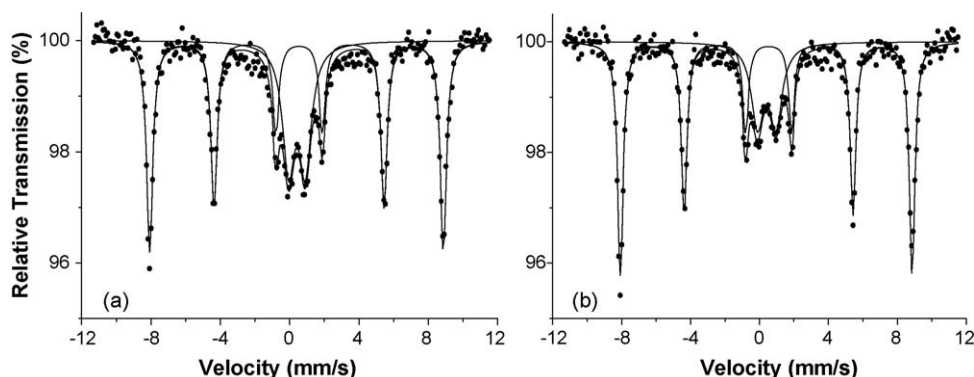 Relative Transmission (%)
100
98
96
(a)
-12 -8 -4 0 4 8 12
Velocity (mm/s)
100
98
96
(b)
-12 -8 -4 0 4 8 12
Velocity (mm/s)